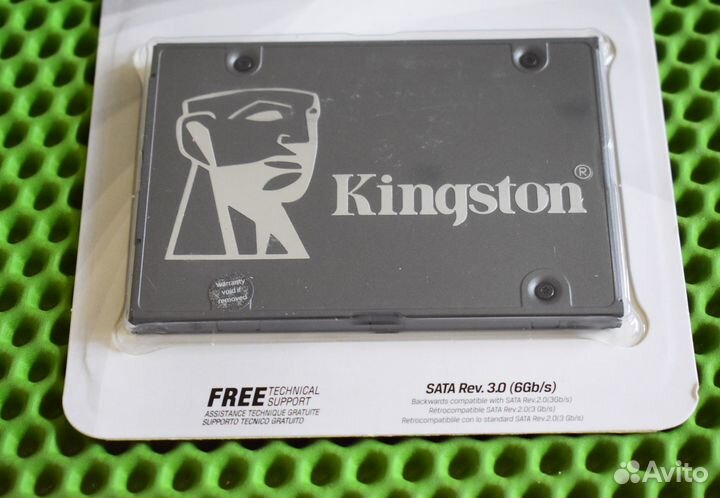 Kingston®
warranty
void if
removed
FREE TECHNICAL SUPPORT
ASSISTANCE TECHNIQUE GRATUITE
SUPPORTO TECNICO GRATUITO
SATA Rev. 3.0 (6Gb/s)
Backwards compatible with SATA Rev.2.0(3Gb/s)
Rétrocompatible SATA Rev.2.0(3 Gb/s)
Retrocompatibile con lo standard SATA Rev.2.0(3 Gb/s)
Avito